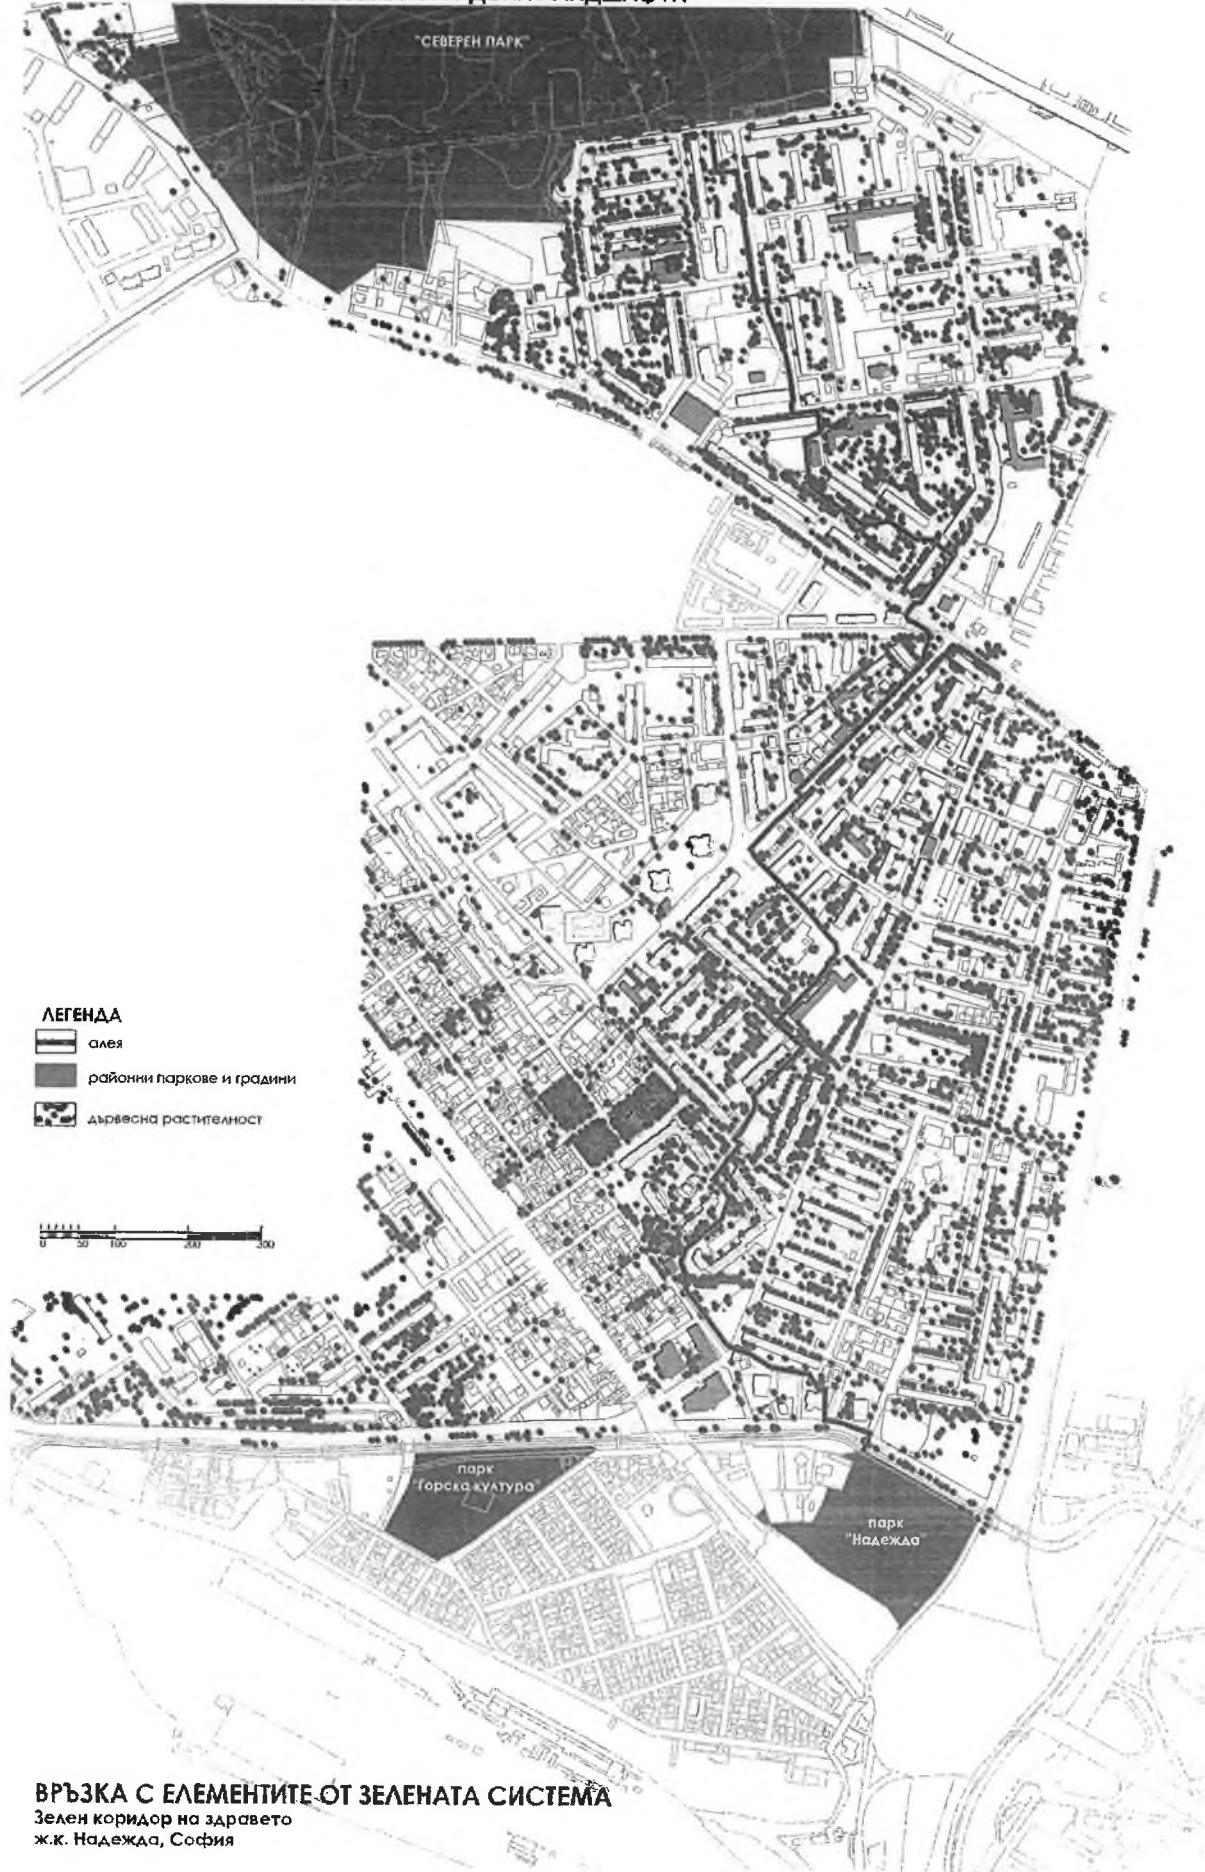 "СЕВЕРЕН ПАРК"
ЛЕГЕНДА
алея
районни паркове и градини
дървесна растителност
0 50 100 200 300
парк
"Горска култура"
парк
"Надежда"
ВРЪЗКА С ЕЛЕМЕНТИТЕ ОТ ЗЕЛЕНАТА СИСТЕМА
Зелен коридор на здравето
ж.к. Надежда, София